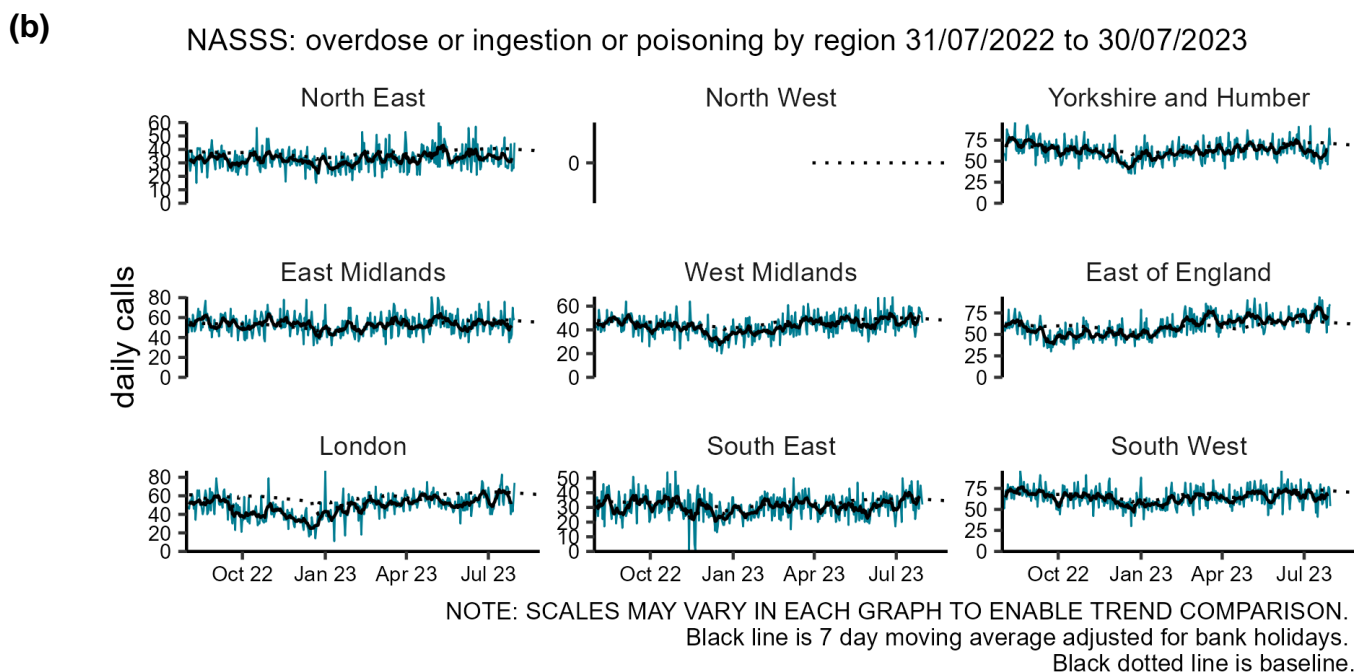 (b)
NASSS: overdose or ingestion or poisoning by region 31/07/2022 to 30/07/2023
daily calls
North East
60
50
40
30
20
10
0
North West
0
Yorkshire and Humber
75
50
25
0
East Midlands
80
60
40
20
0
West Midlands
60
40
20
0
East of England
75
50
25
0
London
80
60
40
20
0
Oct 22 Jan 23 Apr 23 Jul 23
South East
50
40
30
20
10
0
Oct 22 Jan 23 Apr 23 Jul 23
South West
75
50
25
0
Oct 22 Jan 23 Apr 23 Jul 23
NOTE: SCALES MAY VARY IN EACH GRAPH TO ENABLE TREND COMPARISON.
Black line is 7 day moving average adjusted for bank holidays.
Black dotted line is baseline.